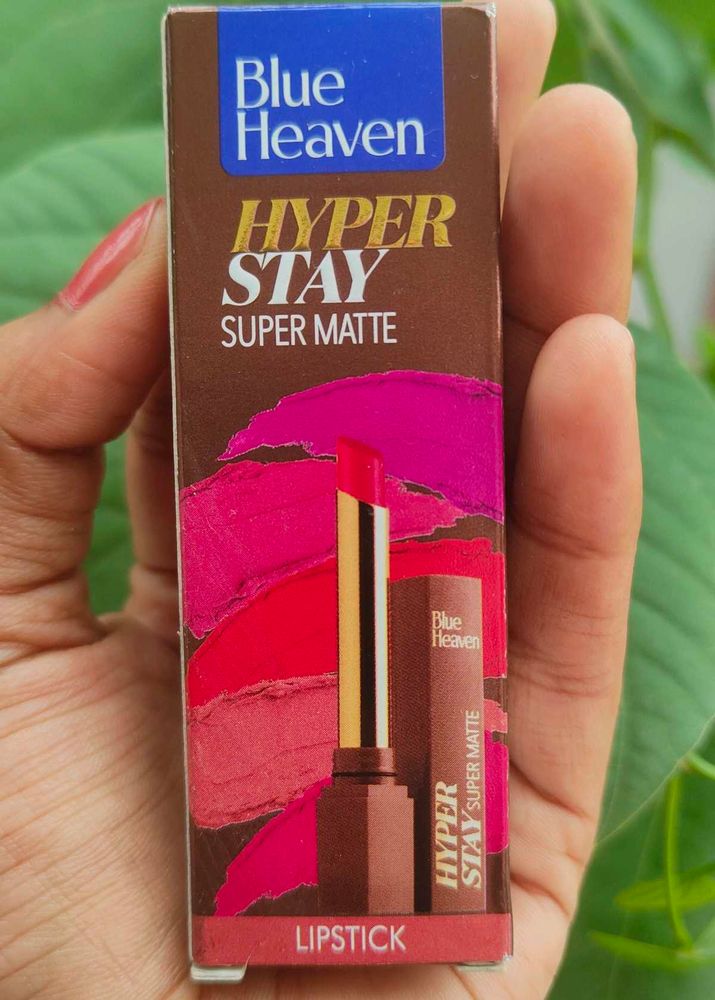 Blue
Heaven
HYPER
STAY
SUPER MATTE
Blue
Heaven
HYPER
STAY SUPER MATTE
LIPSTICK